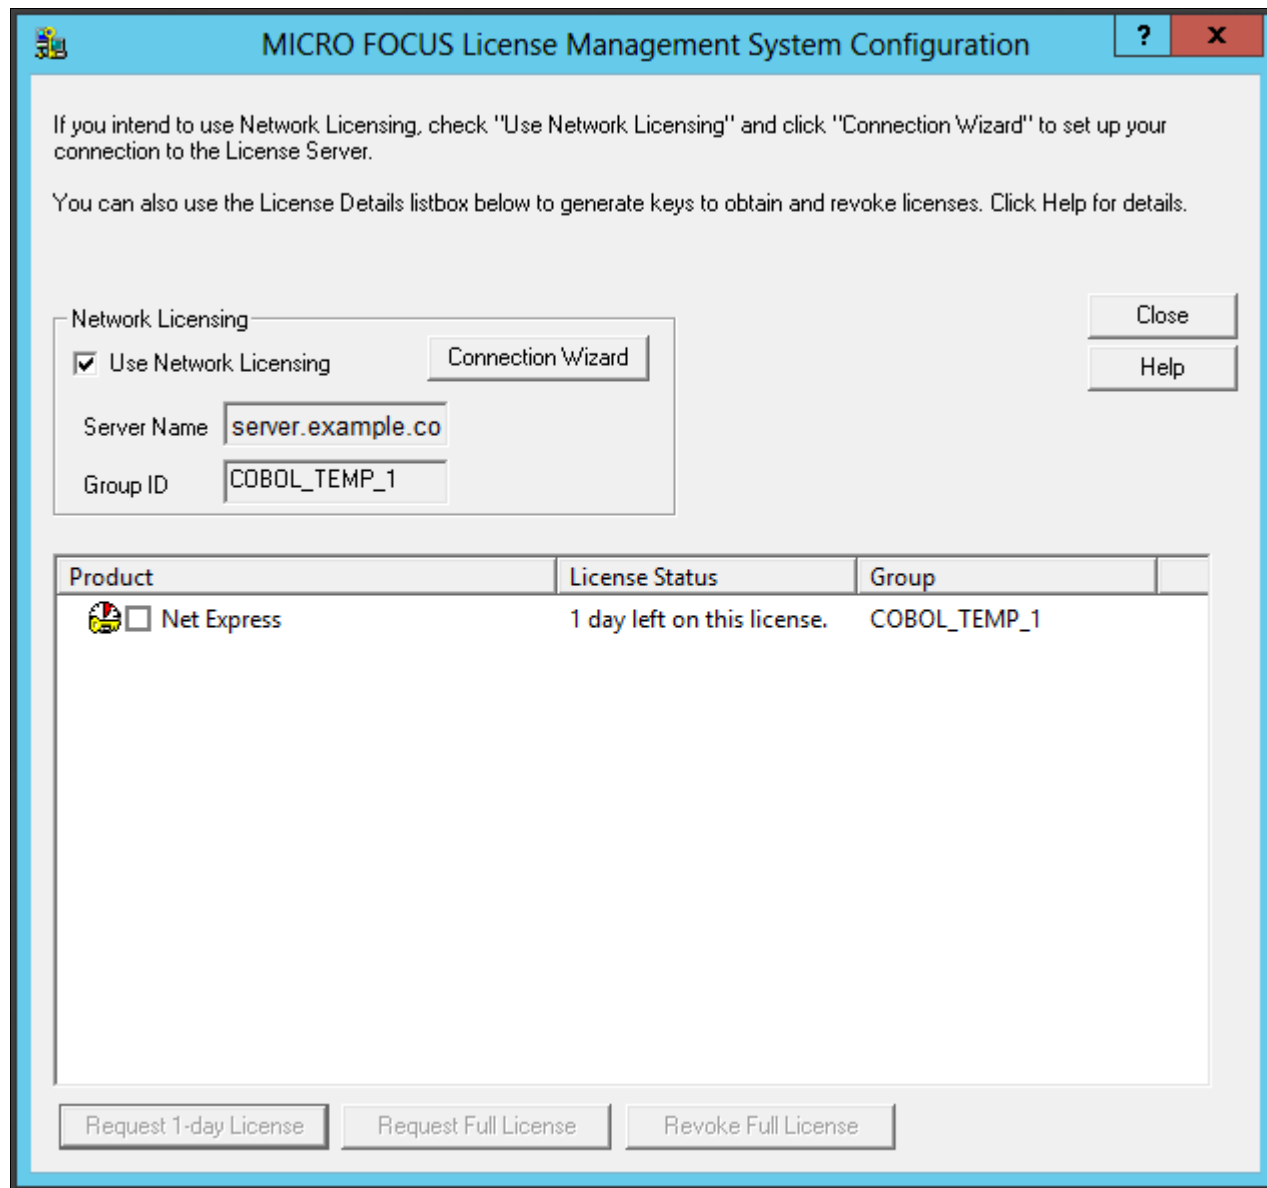 MICRO FOCUS License Management System Configuration
?
x
If you intend to use Network Licensing, check "Use Network Licensing" and click "Connection Wizard" to set up your
connection to the License Server.
You can also use the License Details listbox below to generate keys to obtain and revoke licenses. Click Help for details.
Network Licensing
Close
Use Network Licensing
Connection Wizard
Help
Server Name
server.example.co
Group ID
COBOL_TEMP_1
Product
License Status
Group
Net Express
1 day left on this license.
COBOL_TEMP_1
Request 1-day License
Request Full License
Revoke Full License